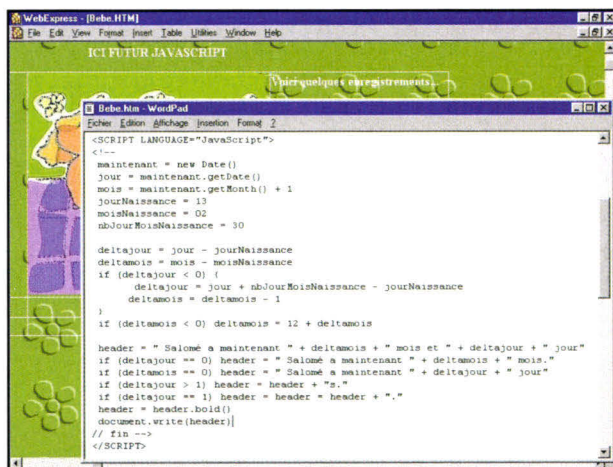 WebExpress - [Bebe.HTM]
File Edit View Format Insert Table Utilities Window Help
ICI FUTUR JAVASCRIPT
Voici quelques enregistrements...
Bebe.htm - WordPad
Fichier Edition Affichage Insertion Format ?
<SCRIPT LANGUAGE="JavaScript">
<!--
maintenant = new Date()
jour = maintenant.getDate()
mois = maintenant.getMonth() + 1
jourNaissance = 13
moisNaissance = 02
nbJourMoisNaissance = 30
deltajour = jour - jourNaissance
deltamois = mois - moisNaissance
if (deltajour < 0) {
deltajour = jour + nbJourMoisNaissance - jourNaissance
deltamois = deltamois - 1
}
if (deltamois < 0) deltamois = 12 + deltamois
header = " Salomé a maintenant " + deltamois + " mois et " + deltajour + " jour"
if (deltajour == 0) header = " Salomé a maintenant " + deltamois + " mois."
if (deltamois == 0) header = " Salomé a maintenant " + deltajour + " jour"
if (deltajour > 1) header = header + "s."
if (deltajour == 1) header = header = header + "."
header = header.bold()
document.write(header)
// fin -->
</SCRIPT>